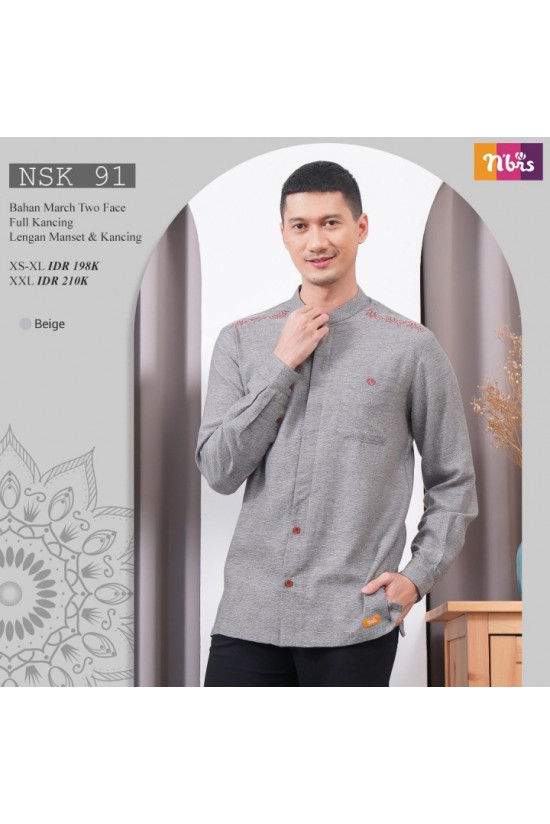 N'brs
NSK 91
Bahan March Two Face
Full Kancing
Lengan Manset & Kancing
XS-XL IDR 198K
XXL IDR 210K
Beige